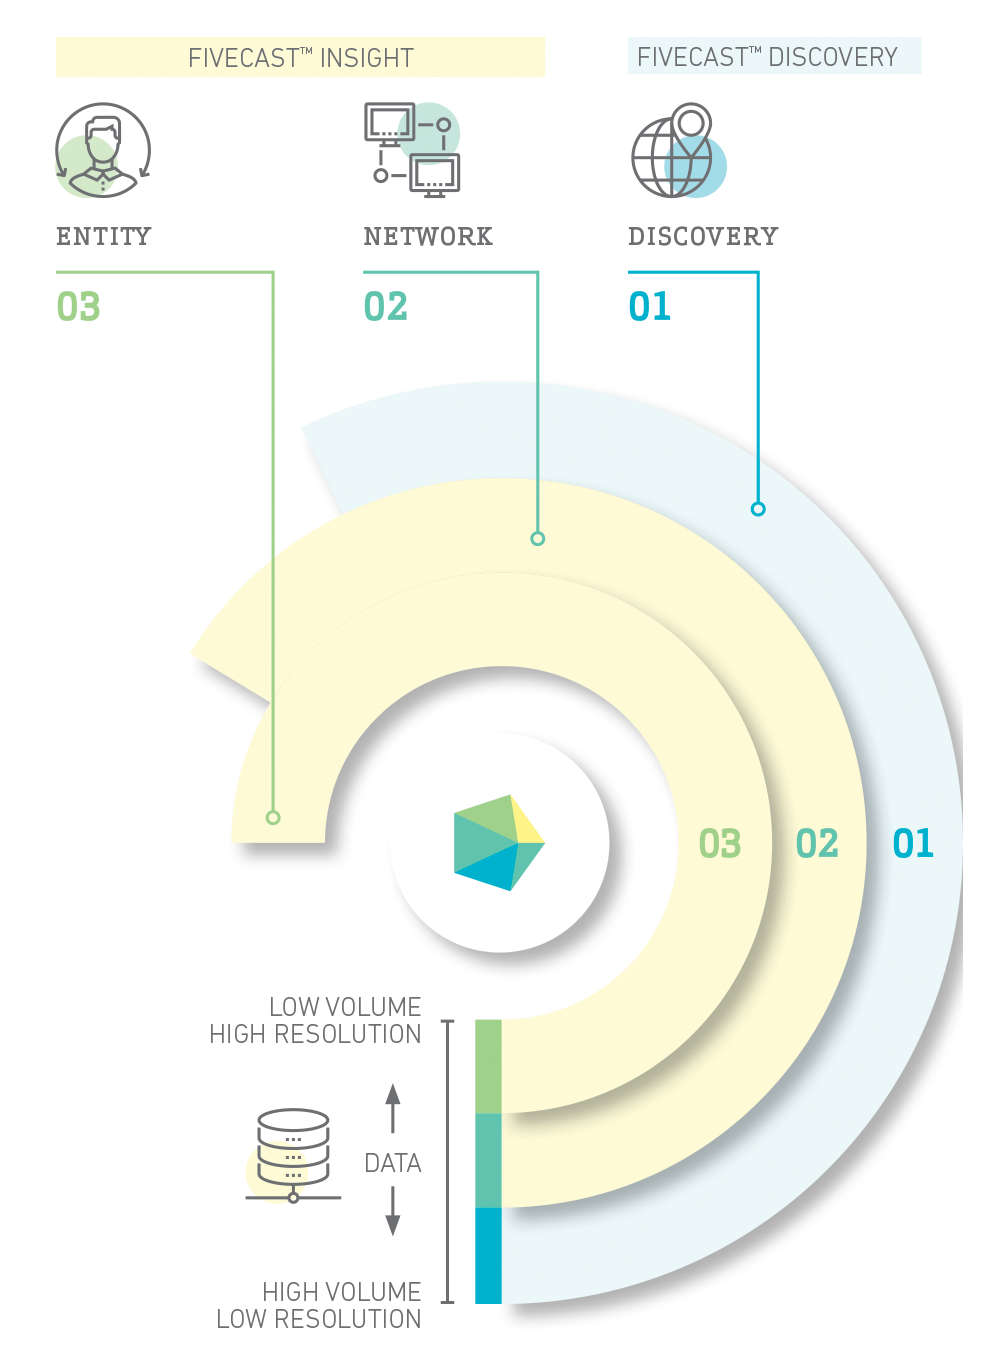 FIVECAST™ INSIGHT
FIVECAST™ DISCOVERY
ENTITY
NETWORK
DISCOVERY
03
02
01
03
02
01
LOW VOLUME
HIGH RESOLUTION
DATA
HIGH VOLUME
LOW RESOLUTION